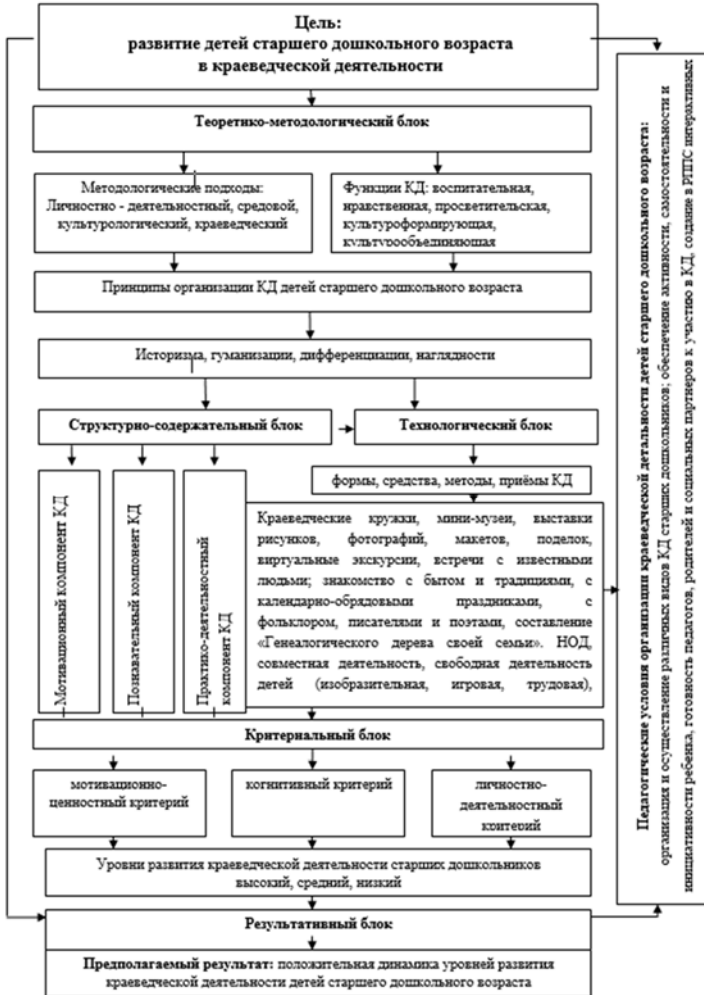 Цель:
развитие детей старшего дошкольного возраста
в краеведческой деятельности
Теоретико-методологический блок
Методологические подходы:
Личностно - деятельностный, средовой,
культурологический, краеведческий
Функции КД: воспитательная,
нравственная, просветительская,
культуроформирующая,
культурообъединяющая
Принципы организации КД детей старшего дошкольного возраста
Историзма, гуманизации, дифференциации, наглядности
Структурно-содержательный блок
Технологический блок
Мотивационный компонент КД
Познавательный компонент КД
Практико-деятельностный
компонент КД
формы, средства, методы, приёмы КД
Краеведческие кружки, мини-музеи, выставки
рисунков, фотографий, макетов, поделок,
виртуальные экскурсии, встречи с известными
людьми; знакомство с бытом и традициями, с
календарно-обрядовыми праздниками, с
фольклором, писателями и поэтами, составление
«Генеалогического дерева своей семьи». НОД,
совместная деятельность, свободная деятельность
детей (изобразительная, игровая, трудовая),
Критериальный блок
мотивационно-
ценностный критерий
когнитивный критерий
личностно-
деятельностный
критерий
Уровни развития краеведческой деятельности старших дошкольников
высокий, средний, низкий
Результативный блок
Предполагаемый результат: положительная динамика уровней развития
краеведческой деятельности детей старшего дошкольного возраста
Педагогические условия организации краеведческой детальности детей старшего дошкольного возраста:
организация и осуществление различных видов КД старших дошкольников; обеспечение активности, самостоятельности и
инициативности ребенка, готовность педагогов, родителей и социальных партнеров к участию в КД, создание в РППС интерактивных